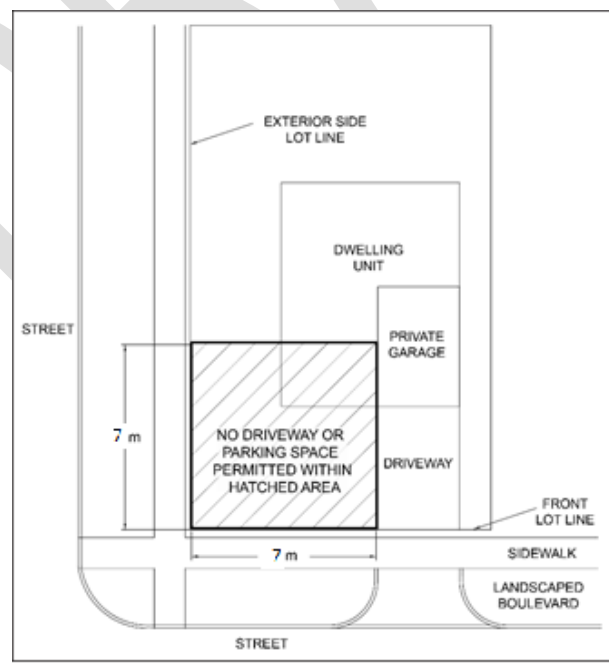 EXTERIOR SIDE
LOT LINE
DWELLING
UNIT
STREET
PRIVATE
GARAGE
7 m
NO DRIVEWAY OR
PARKING SPACE
PERMITTED WITHIN
HATCHED AREA
DRIVEWAY
FRONT
LOT LINE
7 m
SIDEWALK
LANDSCAPED
BOULEVARD
STREET